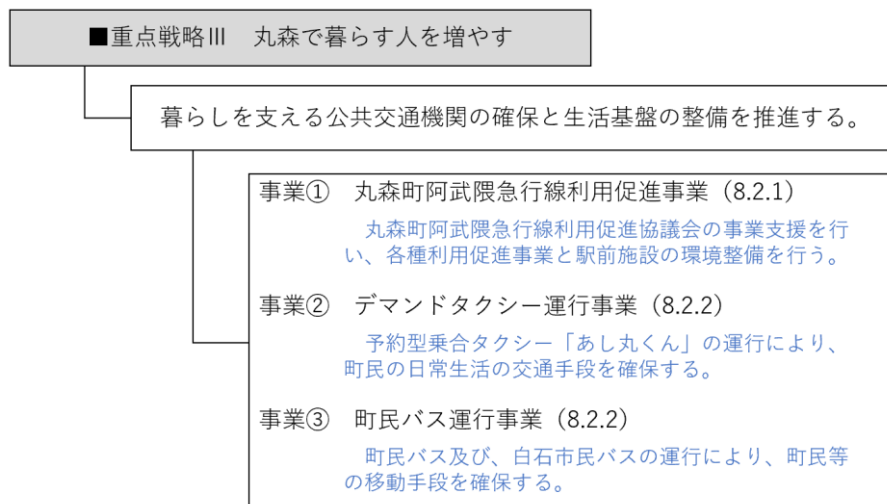 ■重点戦略Ⅲ　丸森で暮らす人を増やす
暮らしを支える公共交通機関の確保と生活基盤の整備を推進する。
事業①　丸森町阿武隈急行線利用促進事業（8.2.1）
丸森町阿武隈急行線利用促進協議会の事業支援を行
い、各種利用促進事業と駅前施設の環境整備を行う。
事業②　デマンドタクシー運行事業（8.2.2）
予約型乗合タクシー「あし丸くん」の運行により、
町民の日常生活の交通手段を確保する。
事業③　町民バス運行事業（8.2.2）
町民バス及び、白石市民バスの運行により、町民等
の移動手段を確保する。